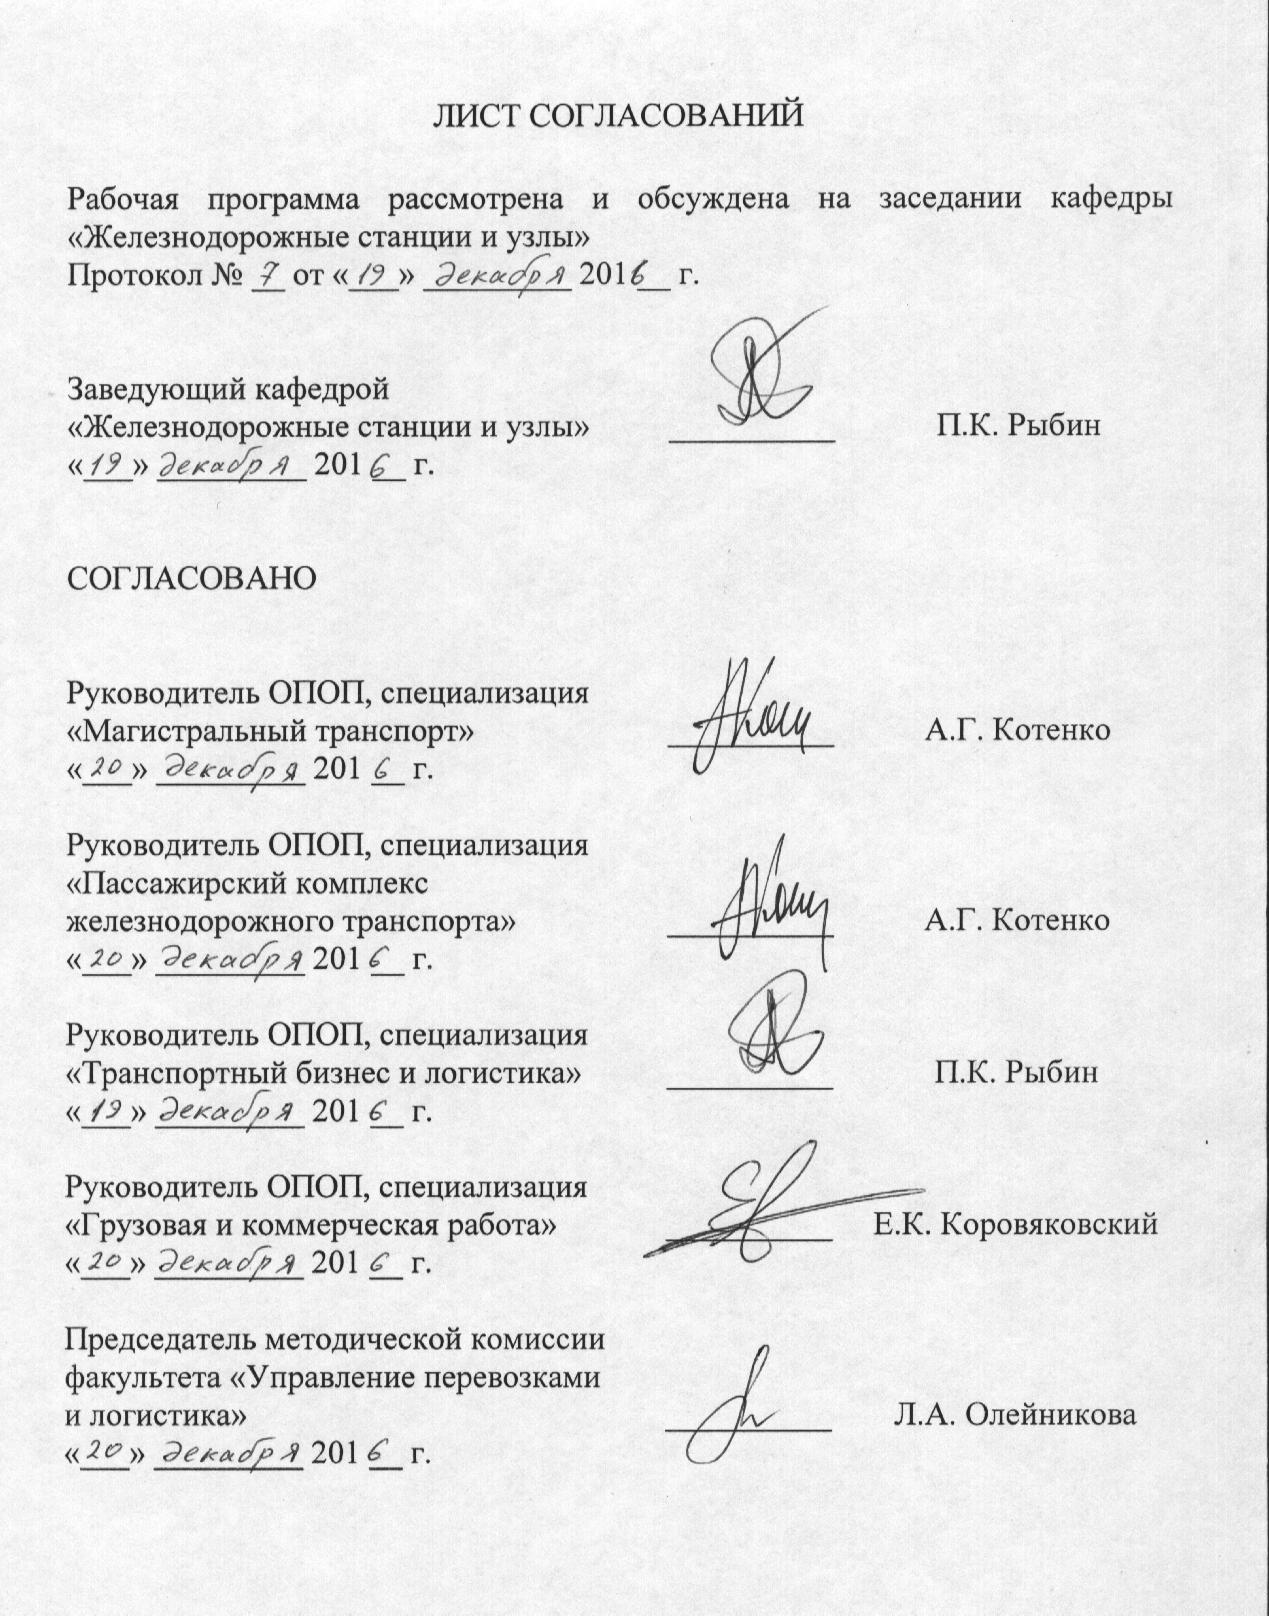 ЛИСТ СОГЛАСОВАНИЙ
Рабочая программа рассмотрена и обсуждена на заседании кафедры
«Железнодорожные станции и узлы»
Протокол № 7 от «19» декабря 2016 г.
Заведующий кафедрой
«Железнодорожные станции и узлы» П.К. Рыбин
«19» декабря 2016 г.
СОГЛАСОВАНО
Руководитель ОПОП, специализация
«Магистральный транспорт» А.Г. Котенко
«20» декабря 2016 г.
Руководитель ОПОП, специализация
«Пассажирский комплекс
железнодорожного транспорта» А.Г. Котенко
«20» декабря 2016 г.
Руководитель ОПОП, специализация
«Транспортный бизнес и логистика» П.К. Рыбин
«19» декабря 2016 г.
Руководитель ОПОП, специализация
«Грузовая и коммерческая работа» Е.К. Коровяковский
«20» декабря 2016 г.
Председатель методической комиссии
факультета «Управление перевозками
и логистика» Л.А. Олейникова
«20» декабря 2016 г.